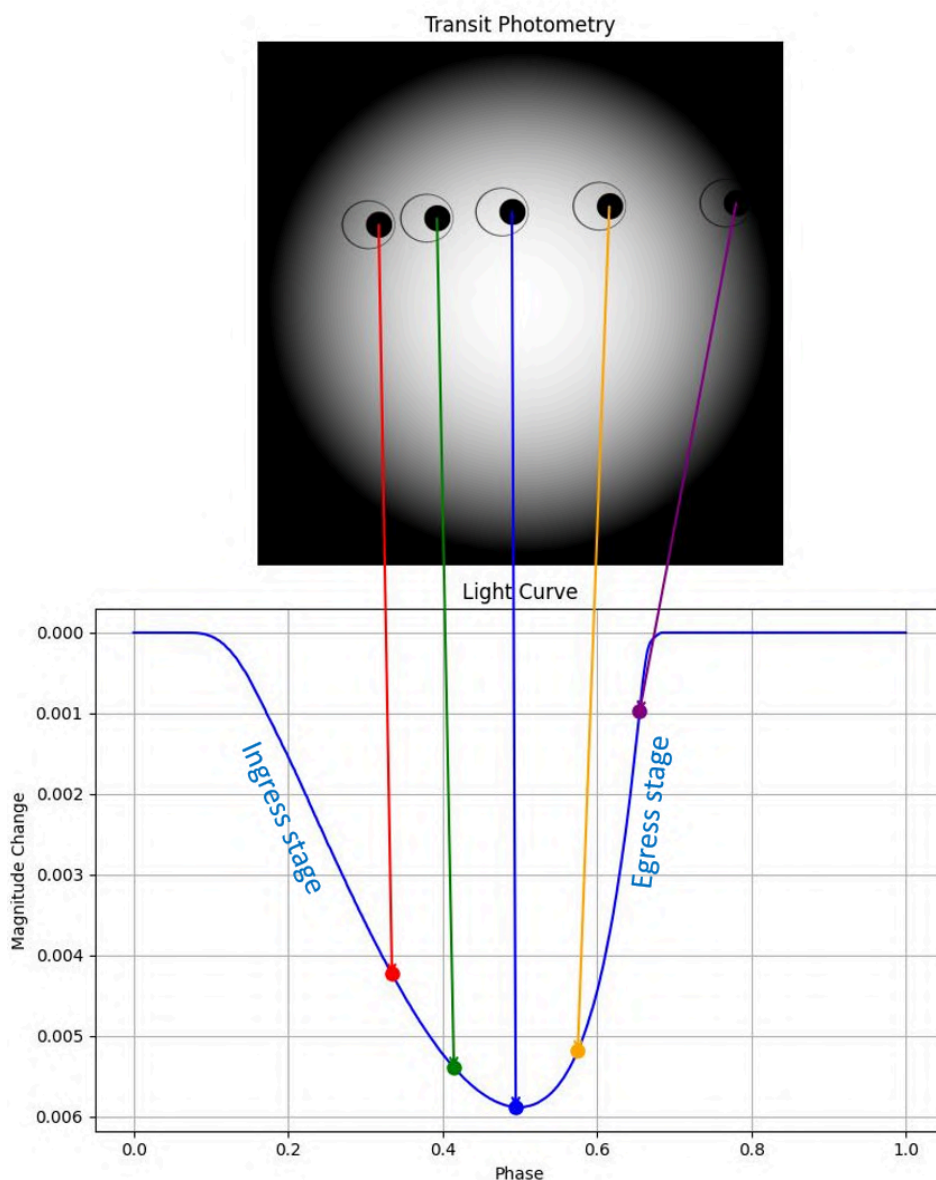 Transit Photometry
Light Curve
0.000
0.001
0.002
0.003
0.004
0.005
0.006
Magnitude Change
Ingress stage
Egress stage
0.0 0.2 0.4 0.6 0.8 1.0
Phase